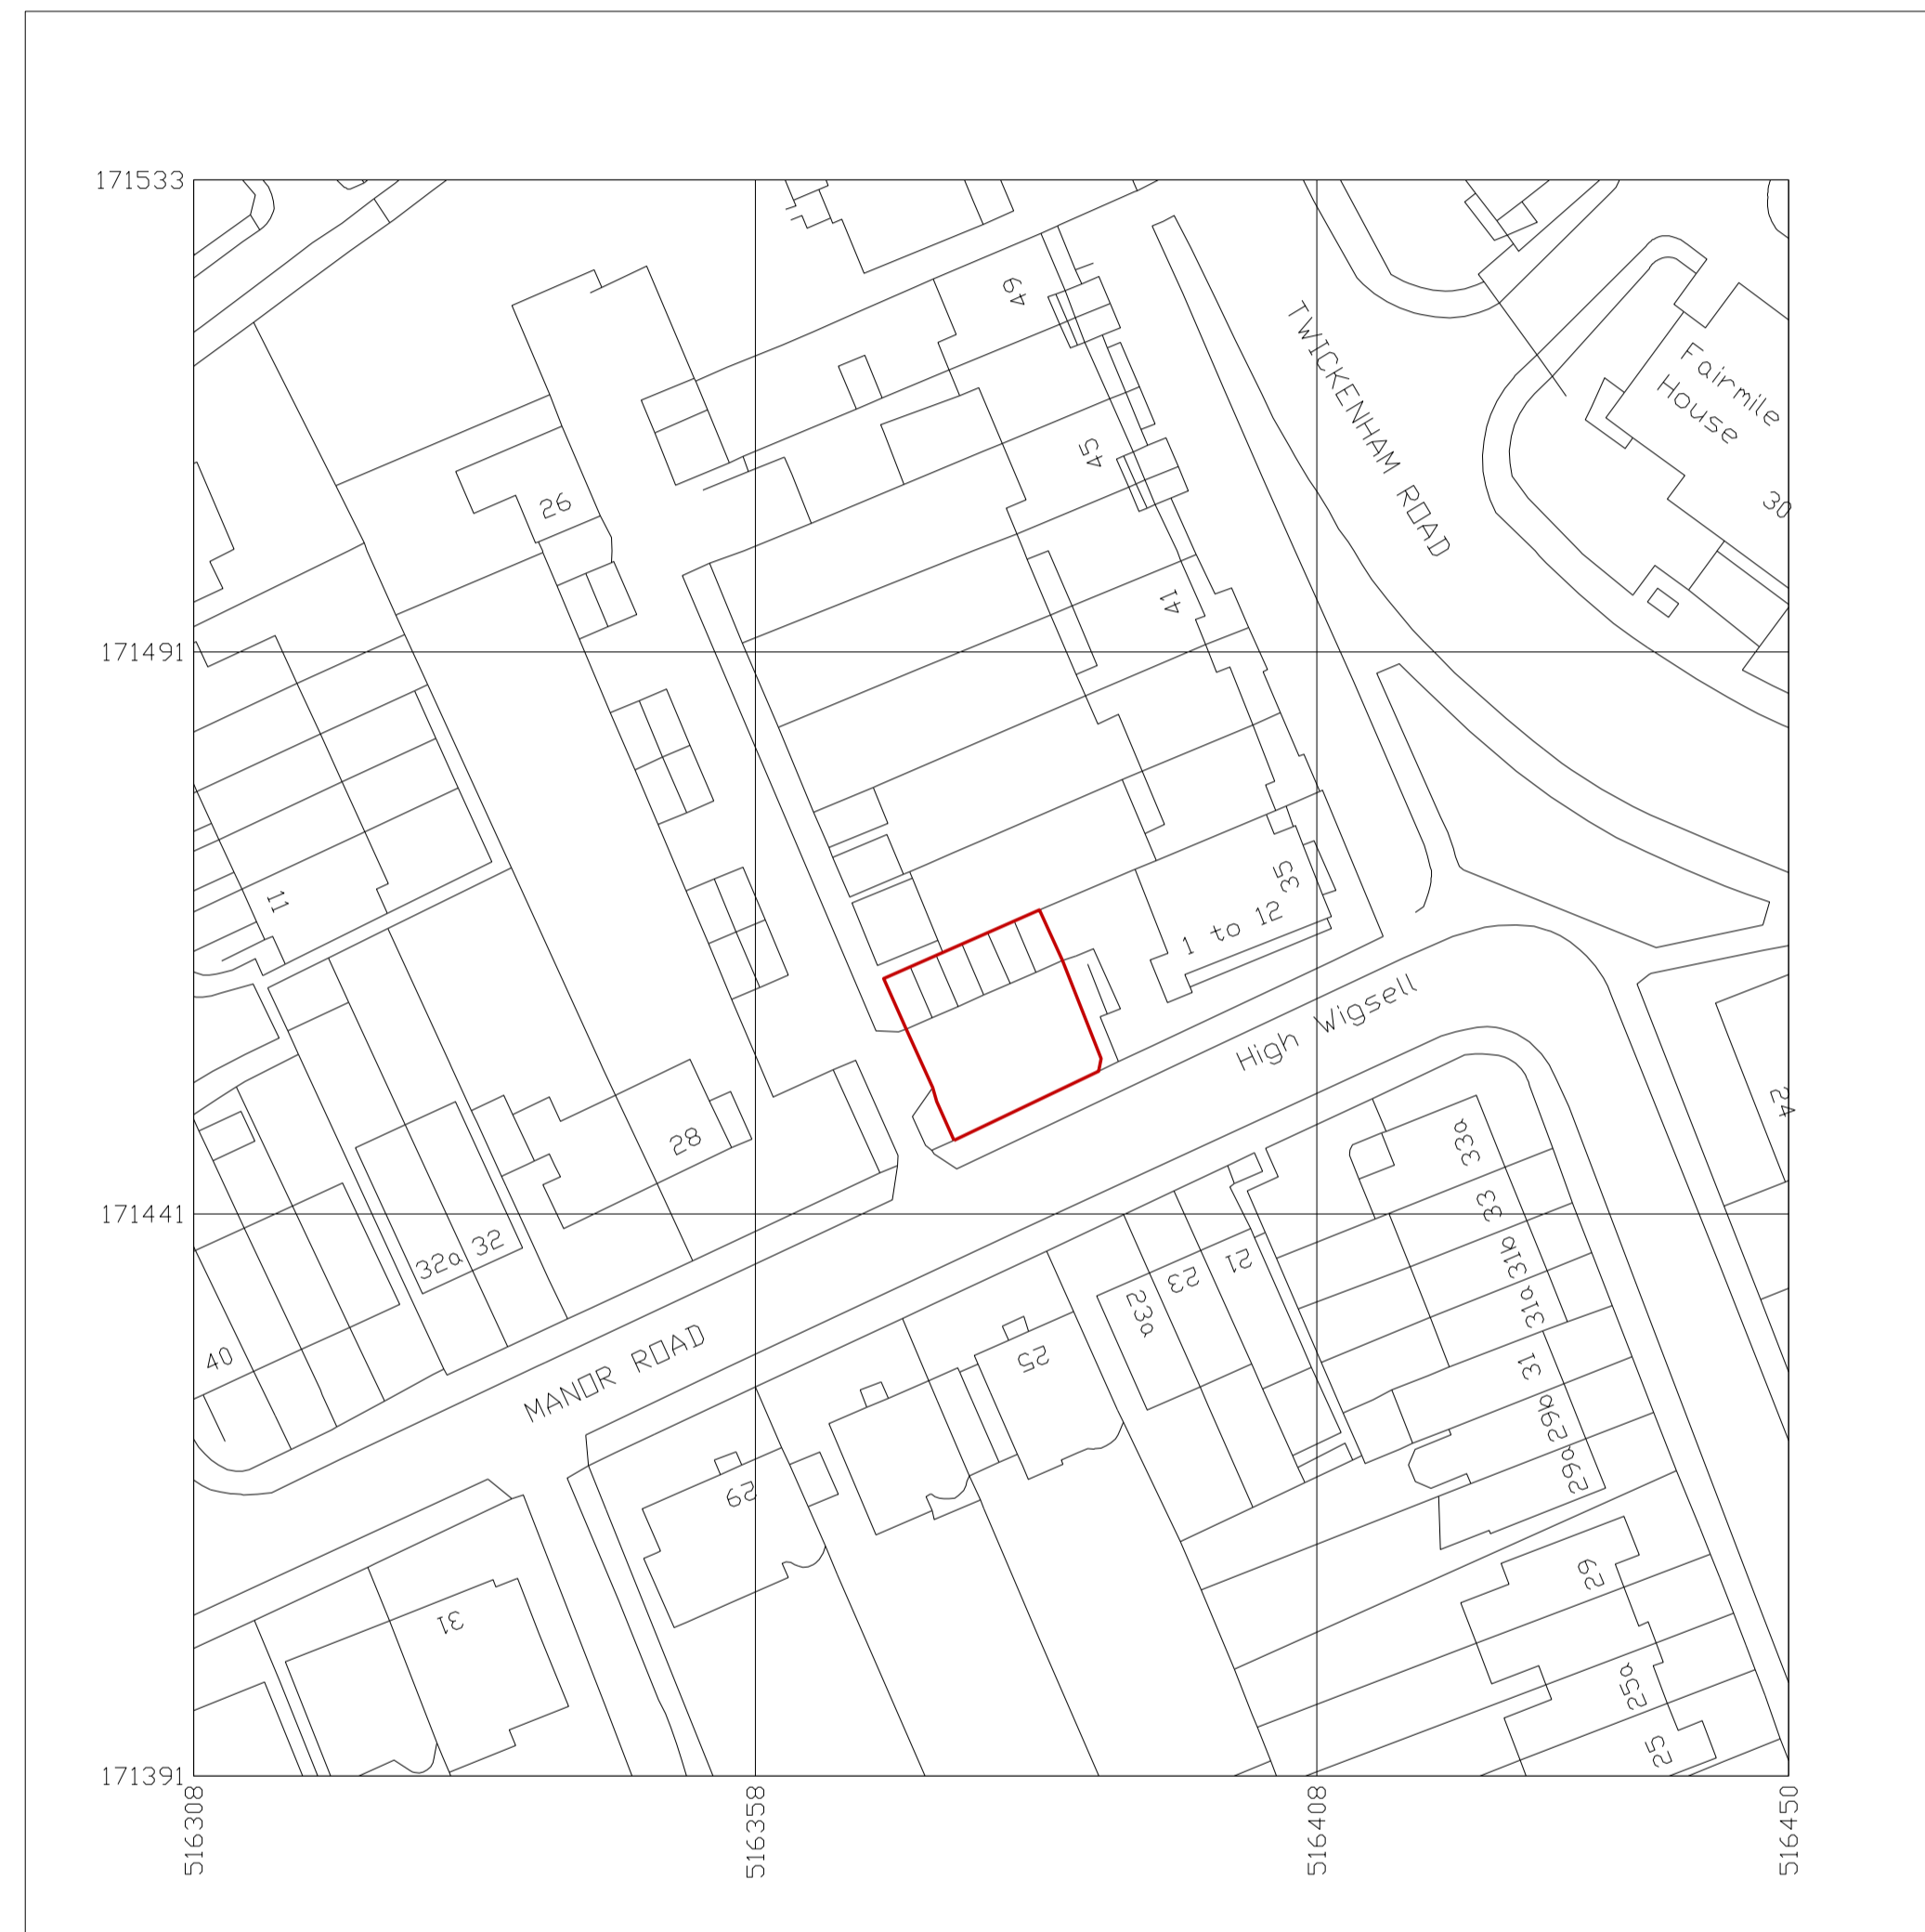 171533
49
TWICKENHAM ROAD
Fairmile
House
45
30
26
41
171491
35
11
1 to 12
High Wigsell
24
28
33a
33
171441
32a 32
31b
21
23
31a
23a
40
25
31
MANOR ROAD
29b
29a
29
29
31
25a
25
171391
516308
516358
516408
516450